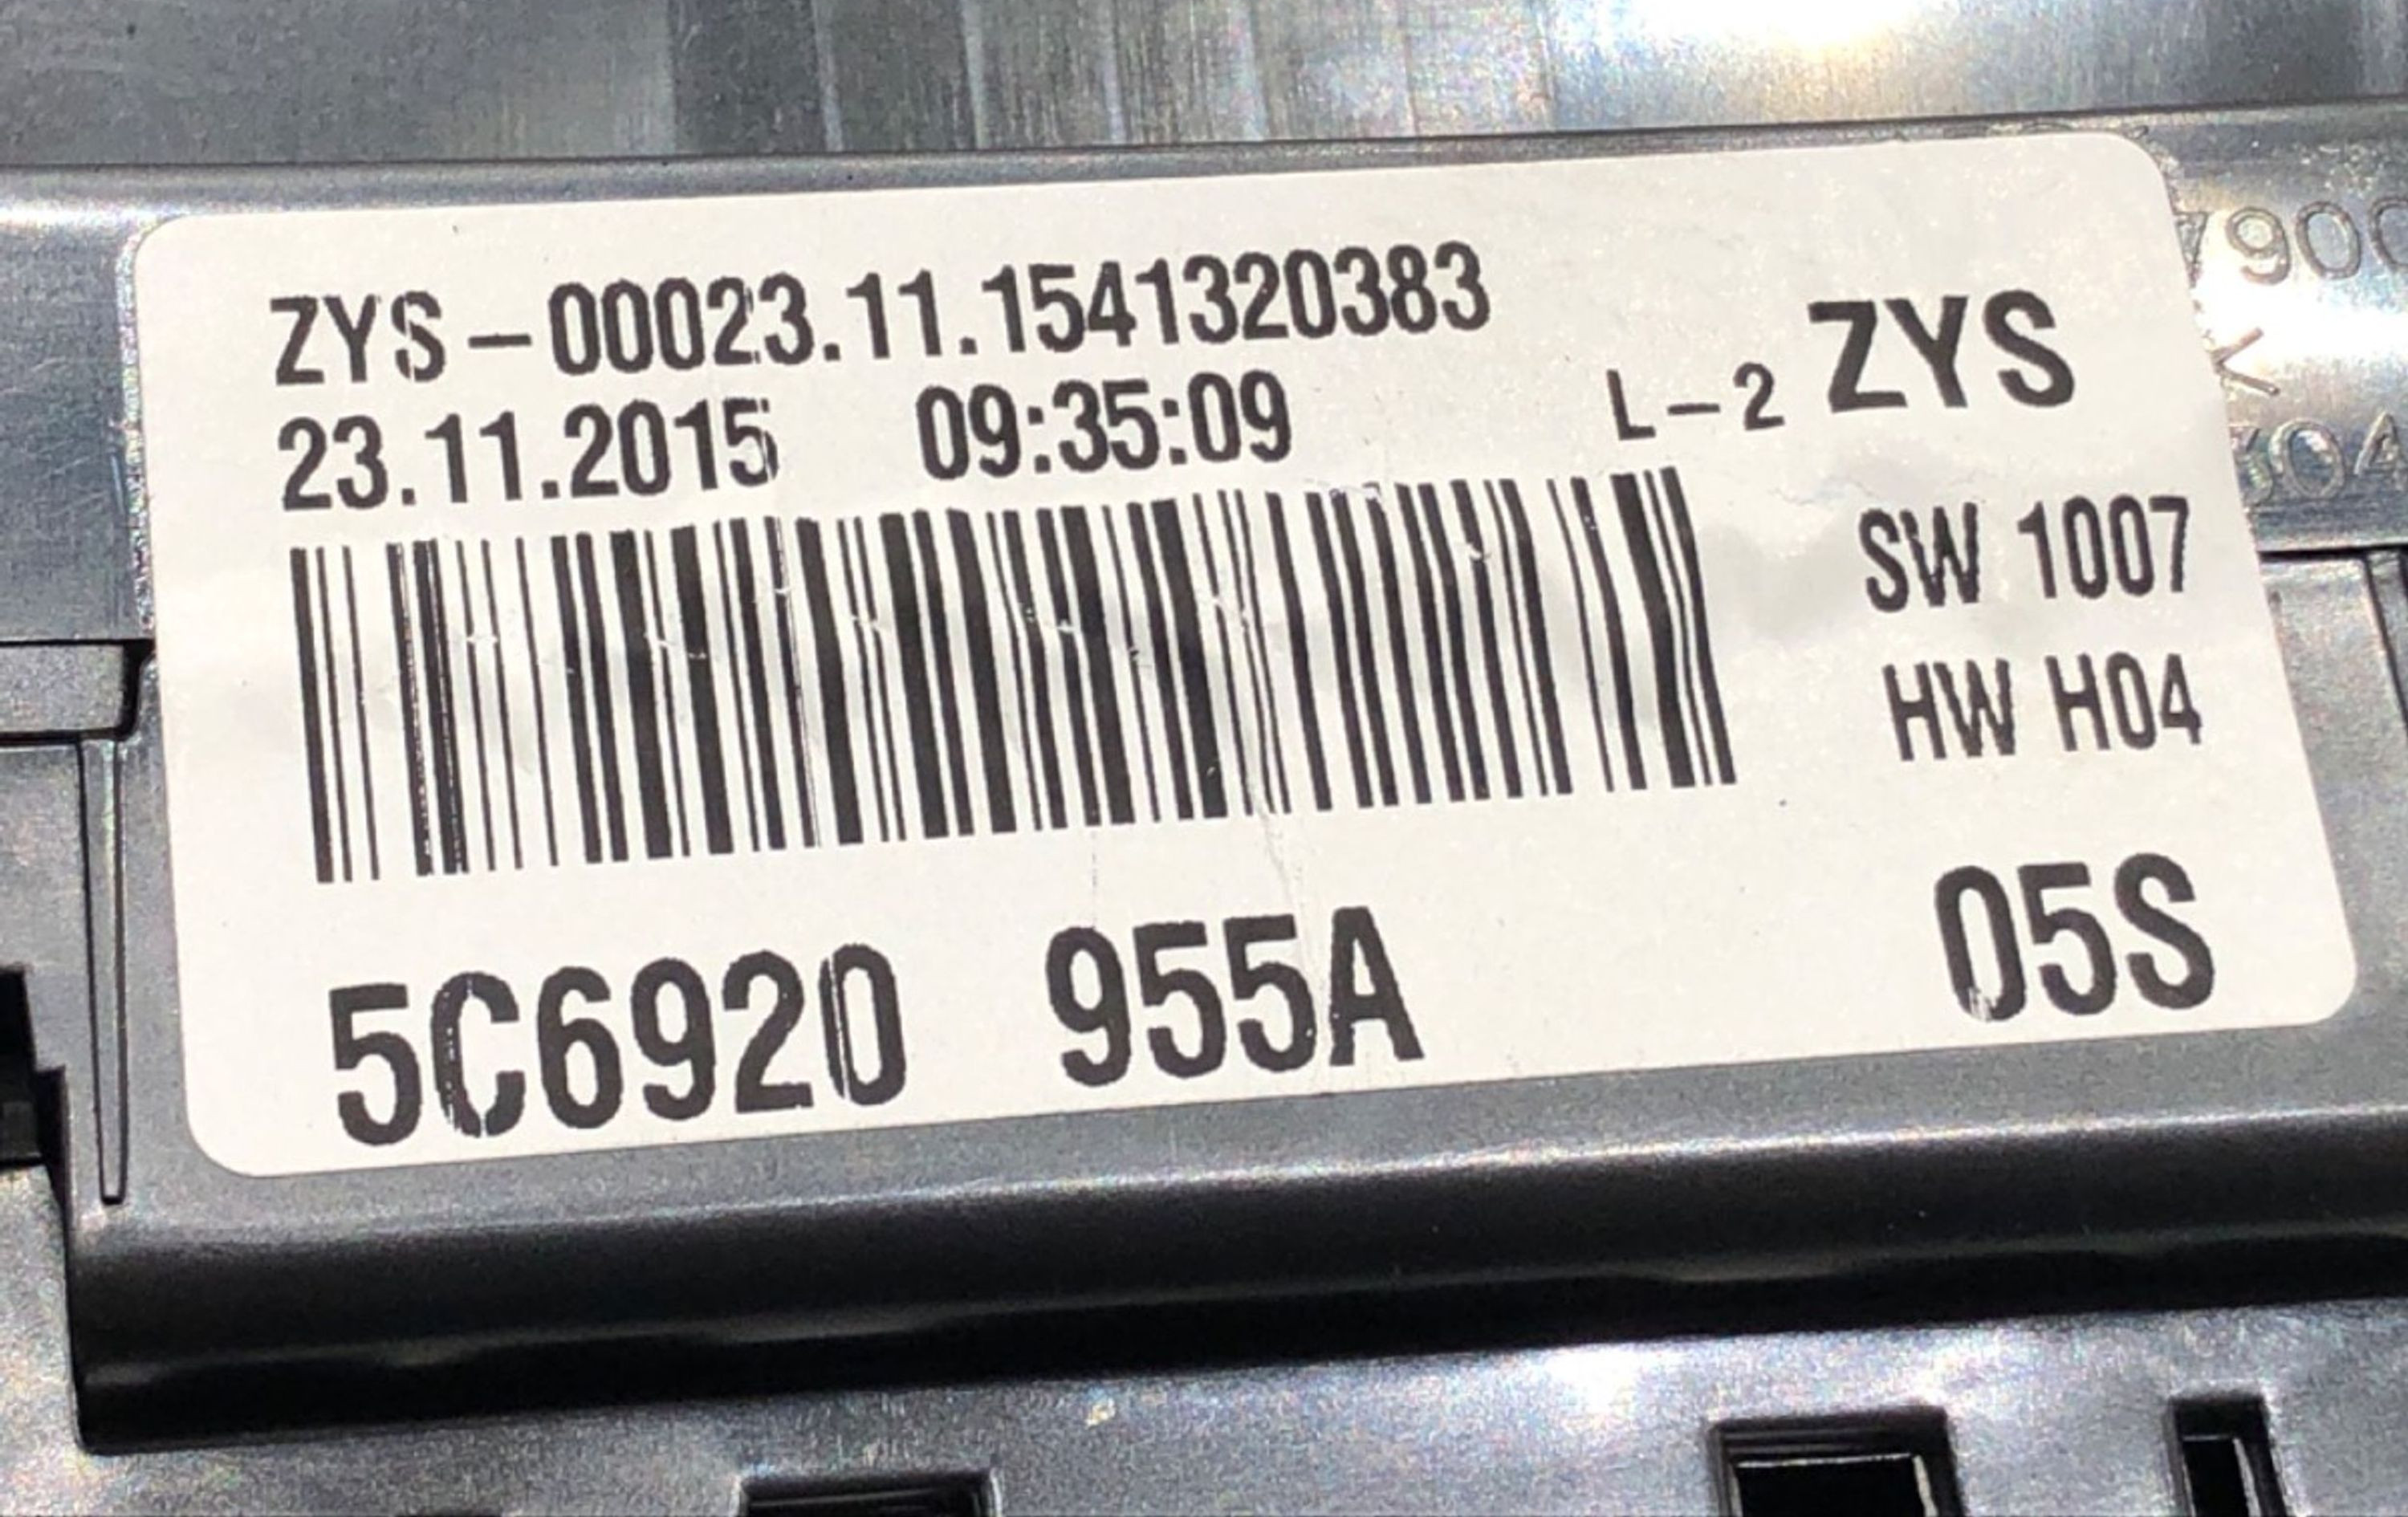 ZYS-00023.11.1541320383
23.11.2015 09:35:09
L-2 ZYS
SW 1007
HW H04
5C6920 955A
05S